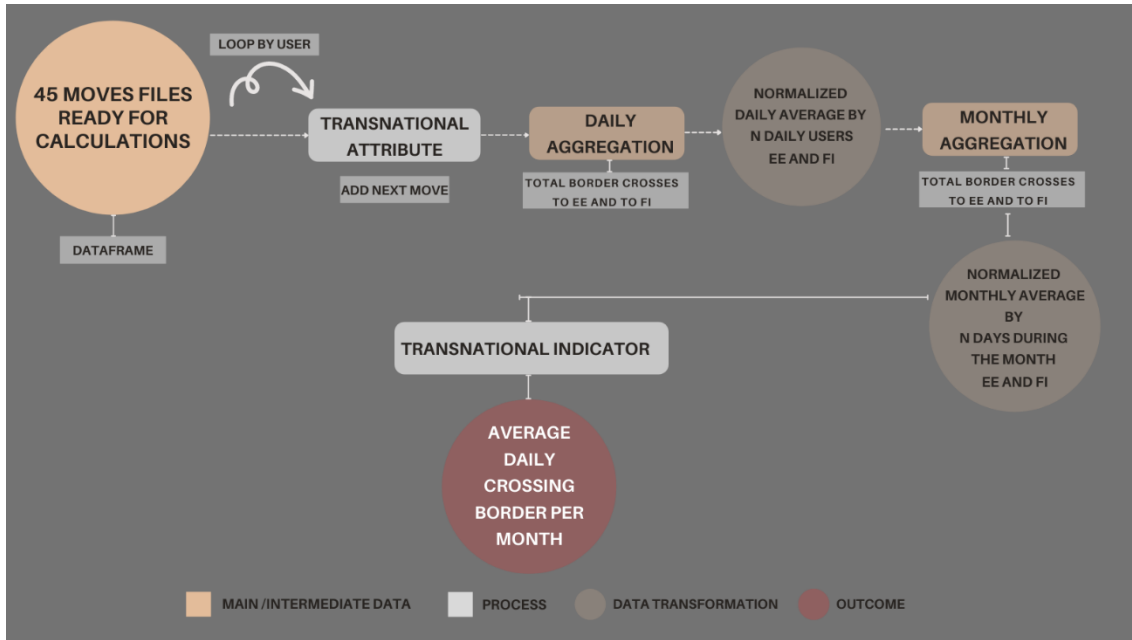 45 MOVES FILES
READY FOR
CALCULATIONS
DATAFRAME
LOOP BY USER
TRANSNATIONAL
ATTRIBUTE
ADD NEXT MOVE
DAILY
AGGREGATION
TOTAL BORDER CROSSES
TO EE AND TO FI
NORMALIZED
DAILY AVERAGE BY
N DAILY USERS
EE AND FI
MONTHLY
AGGREGATION
TOTAL BORDER CROSSES
TO EE AND TO FI
NORMALIZED
MONTHLY AVERAGE
BY
N DAYS DURING
THE MONTH
EE AND FI
TRANSNATIONAL INDICATOR
AVERAGE
DAILY
CROSSING
BORDER PER
MONTH
MAIN /INTERMEDIATE DATA
PROCESS
DATA TRANSFORMATION
OUTCOME